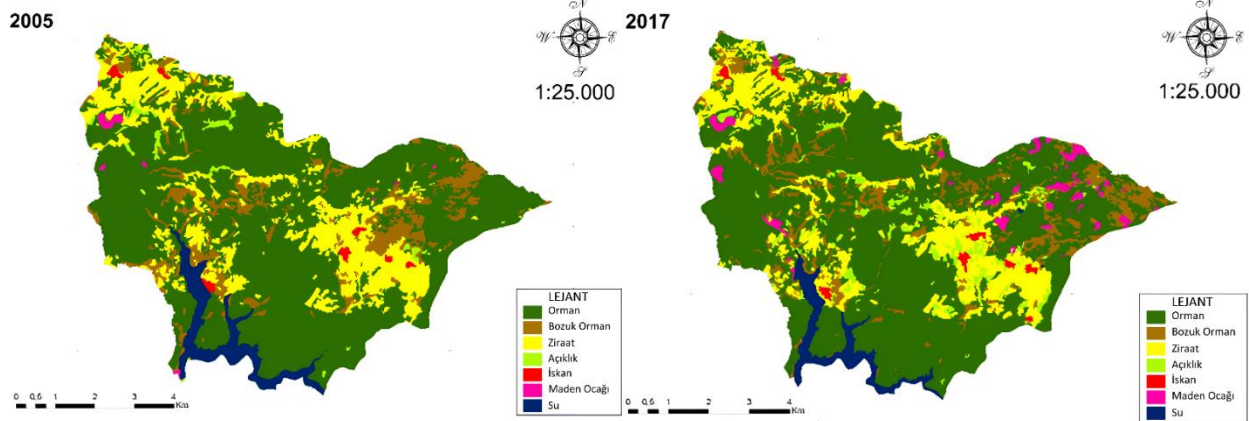 2005
N
W E
S
1:25.000
LEJANT
Orman
Bozuk Orman
Ziraat
Açıklık
İskan
Maden Ocağı
Su
0 0,5 1 2 3 4
Km
2017
N
W E
S
1:25.000
LEJANT
Orman
Bozuk Orman
Ziraat
Açıklık
İskan
Maden Ocağı
Su
0 0,5 1 2 3 4
Km